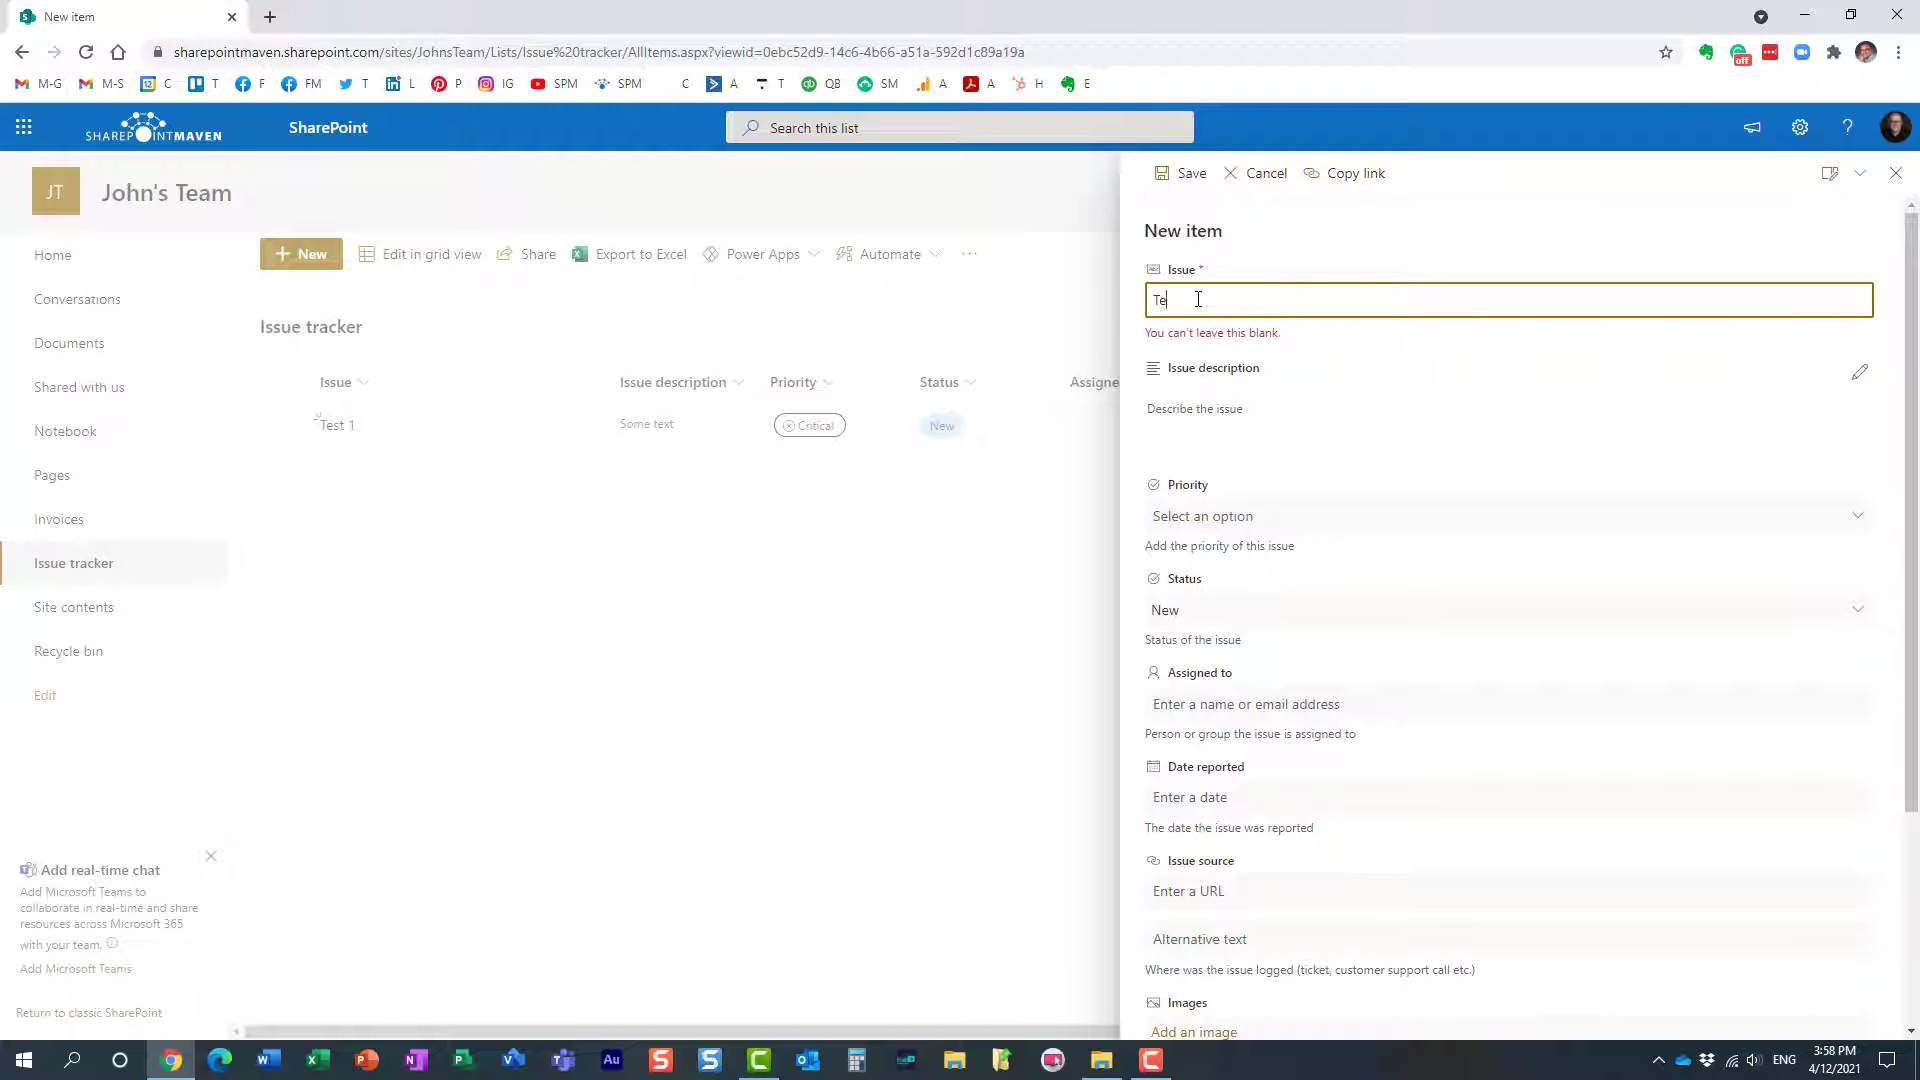 New item
sharepointmaven.sharepoint.com/sites/JohnsTeam/Lists/Issue%20tracker/AllItems.aspx?viewid=0ebc52d9-14c6-4b66-a51a-592d1c89a19a
off
M-G M-S C T F FM T L P IG SPM SPM C A T QB SM A A H E
SHAREPOINTMAVEN SharePoint Search this list
JT John's Team
Home
Conversations
Documents
Shared with us
Notebook
Pages
Invoices
Issue tracker
Site contents
Recycle bin
Edit
Add real-time chat
Add Microsoft Teams to
collaborate in real-time and share
resources across Microsoft 365
with your team.
Add Microsoft Teams
Return to classic SharePoint
New Edit in grid view Share Export to Excel Power Apps Automate ···
Issue tracker
Issue Issue description Priority Status Assigne
Test 1 Some text Critical New
Save Cancel Copy link
New item
Issue *
Te
You can't leave this blank.
Issue description
Describe the issue
Priority
Select an option
Add the priority of this issue
Status
New
Status of the issue
Assigned to
Enter a name or email address
Person or group the issue is assigned to
Date reported
Enter a date
The date the issue was reported
Issue source
Enter a URL
Alternative text
Where was the issue logged (ticket, customer support call etc.)
Images
Add an image
ENG
3:58 PM
4/12/2021